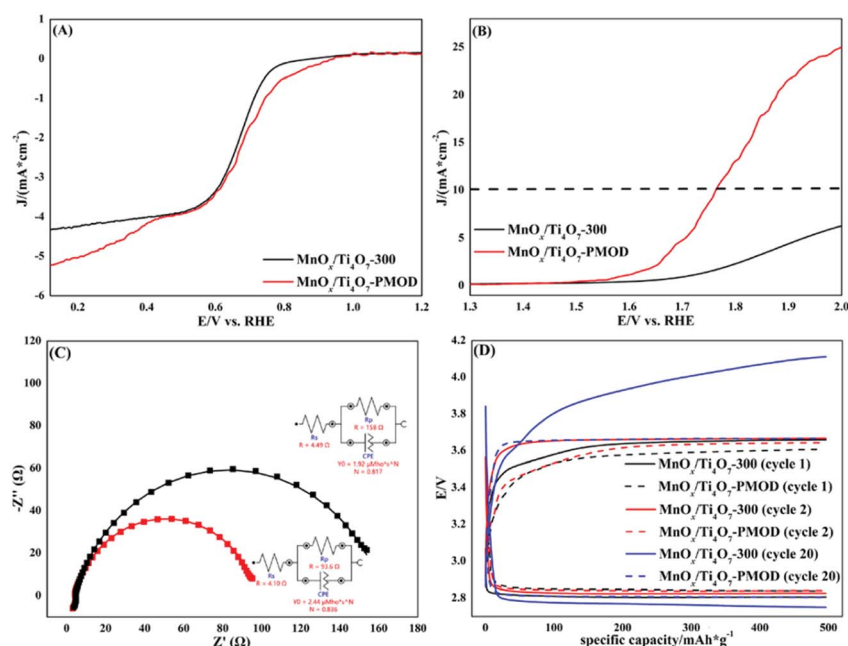 (A)
1
0
-1
-2
-3
-4
-5
-6
J/(mA*cm-2)
MnOx/Ti4O7-300
MnOx/Ti4O7-PMOD
0.2 0.4 0.6 0.8 1.0 1.2
E/V vs. RHE
(B)
25
20
15
10
5
0
J/(mA*cm-2)
MnOx/Ti4O7-300
MnOx/Ti4O7-PMOD
1.3 1.4 1.5 1.6 1.7 1.8 1.9 2.0
E/V vs. RHE
(C)
120
100
80
60
40
20
0
-Z'' (Ω)
Rs
R = 4.49 Ω
Rp
R = 158 Ω
CPE
Y0 = 1.92 µMho*s^N
N = 0.817
Rs
R = 4.10 Ω
Rp
R = 93.6 Ω
CPE
Y0 = 2.44 µMho*s^N
N = 0.836
0 20 40 60 80 100 120 140 160
Z' (Ω)
(D)
4.2
4.0
3.6
3.2
2.8
E/V
MnOx/Ti4O7-300 (cycle 1)
MnOx/Ti4O7-PMOD (cycle 1)
MnOx/Ti4O7-300 (cycle 2)
MnOx/Ti4O7-PMOD (cycle 2)
MnOx/Ti4O7-300 (cycle 20)
MnOx/Ti4O7-PMOD (cycle 20)
0 100 200 300 400 500
specific capacity/mAh*g-1